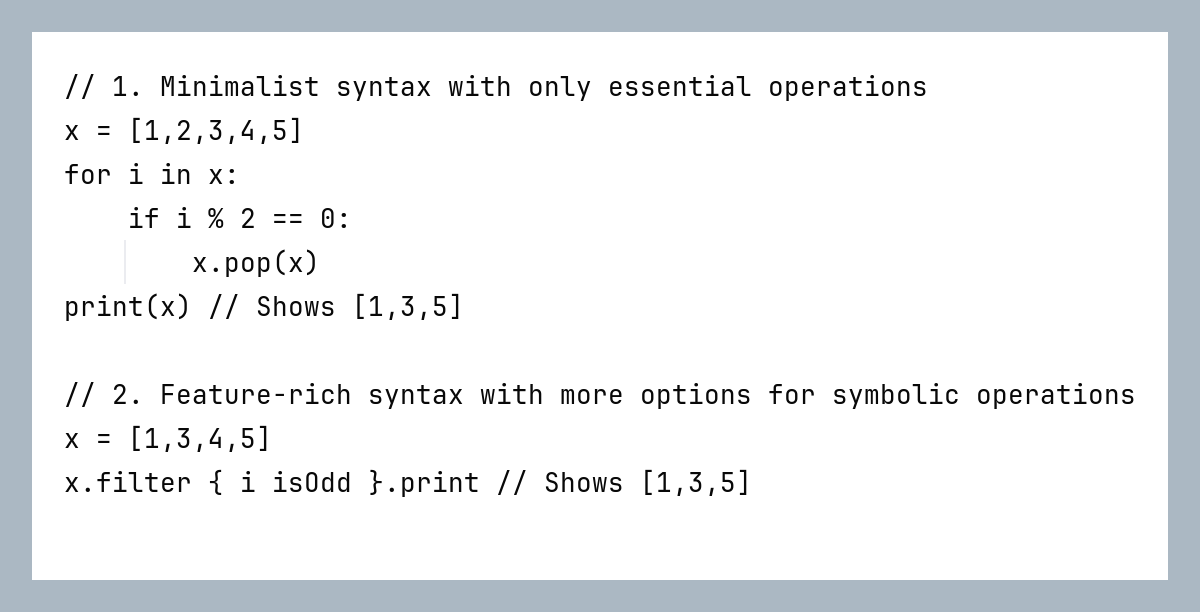 // 1. Minimalist syntax with only essential operations
x = [1,2,3,4,5]
for i in x:
    if i % 2 == 0:
        x.pop(x)
print(x) // Shows [1,3,5]

// 2. Feature-rich syntax with more options for symbolic operations
x = [1,3,4,5]
x.filter { i isOdd }.print // Shows [1,3,5]